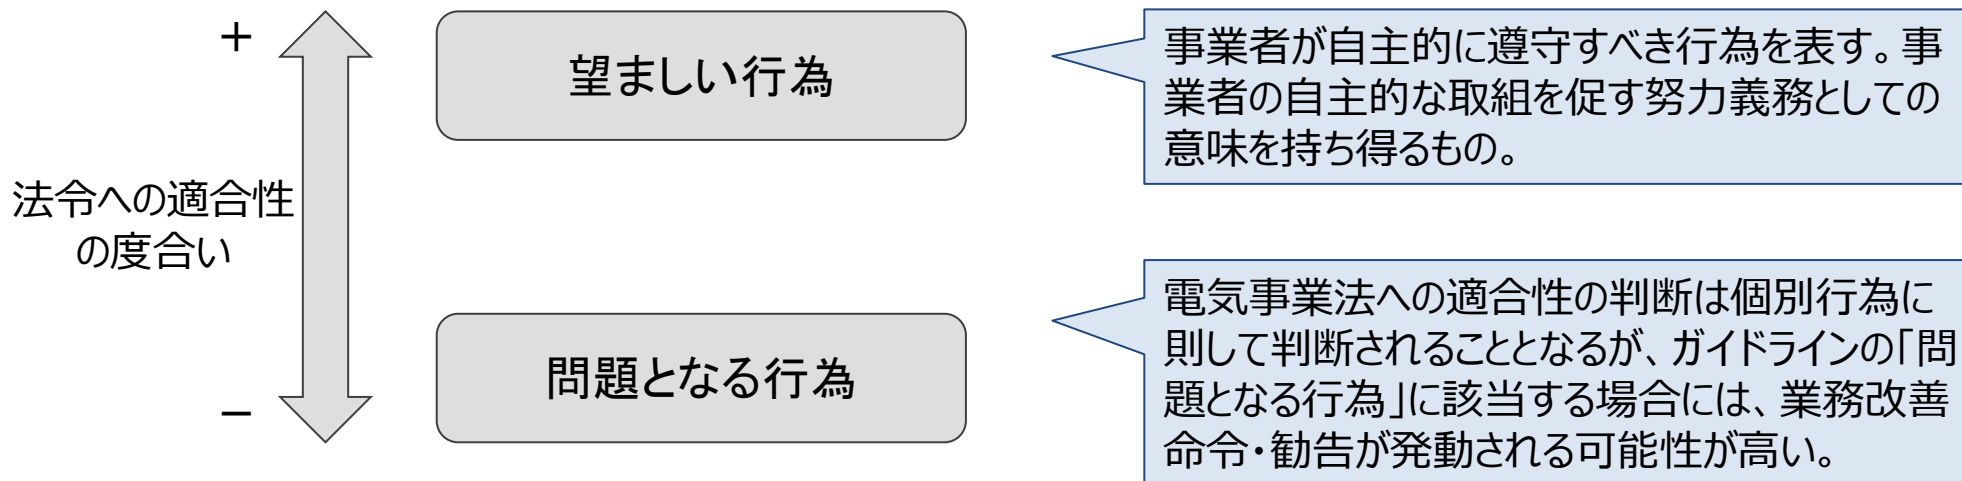 +
望ましい行為
事業者が自主的に遵守すべき行為を表す。事
業者の自主的な取組を促す努力義務としての
意味を持ち得るもの。
法令への適合性
の度合い
電気事業法への適合性の判断は個別行為に
則して判断されることとなるが、ガイドラインの「問
題となる行為」に該当する場合には、業務改善
命令・勧告が発動される可能性が高い。
問題となる行為
−